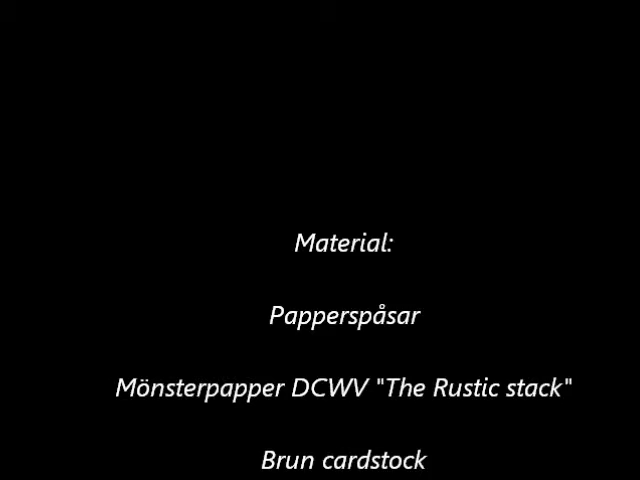 Material:
Papperspåsar
Mönsterpapper DCWV "The Rustic stack"
Brun cardstock